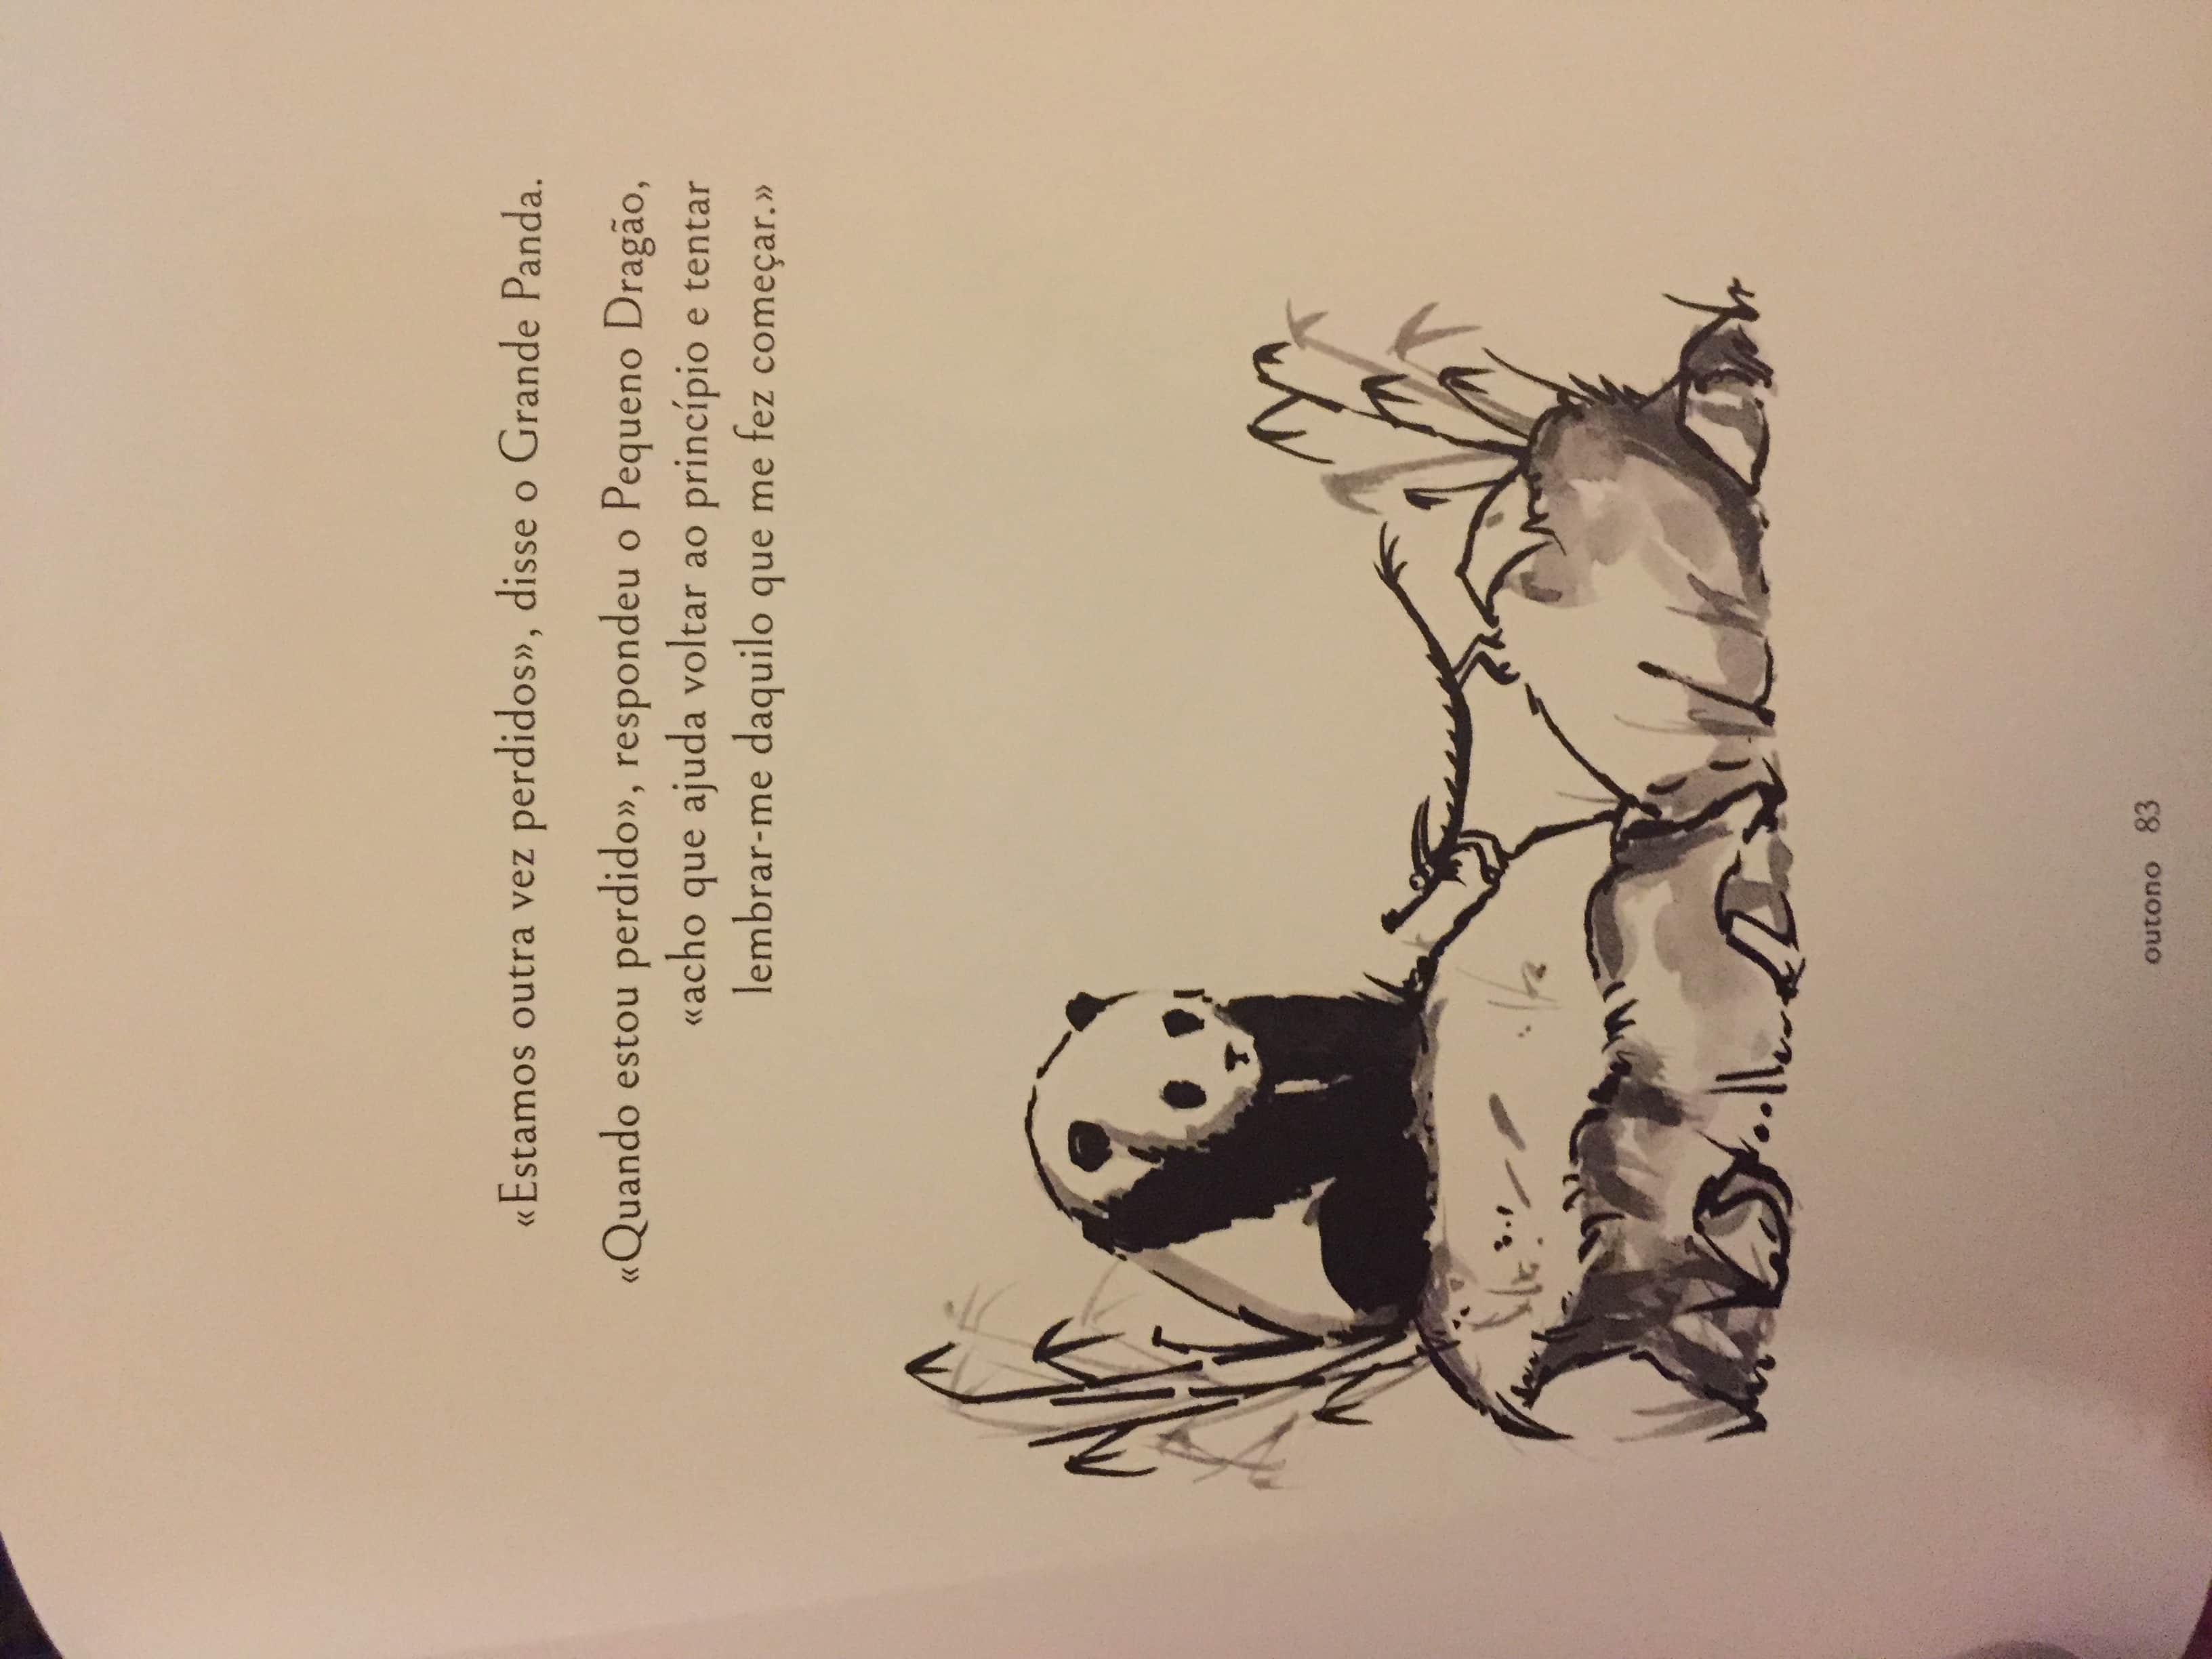 «Estamos outra vez perdidos», disse o Grande Panda.
«Quando estou perdido», respondeu o Pequeno Dragão,
«acho que ajuda voltar ao princípio e tentar
lembrar-me daquilo que me fez começar.»
outono 83